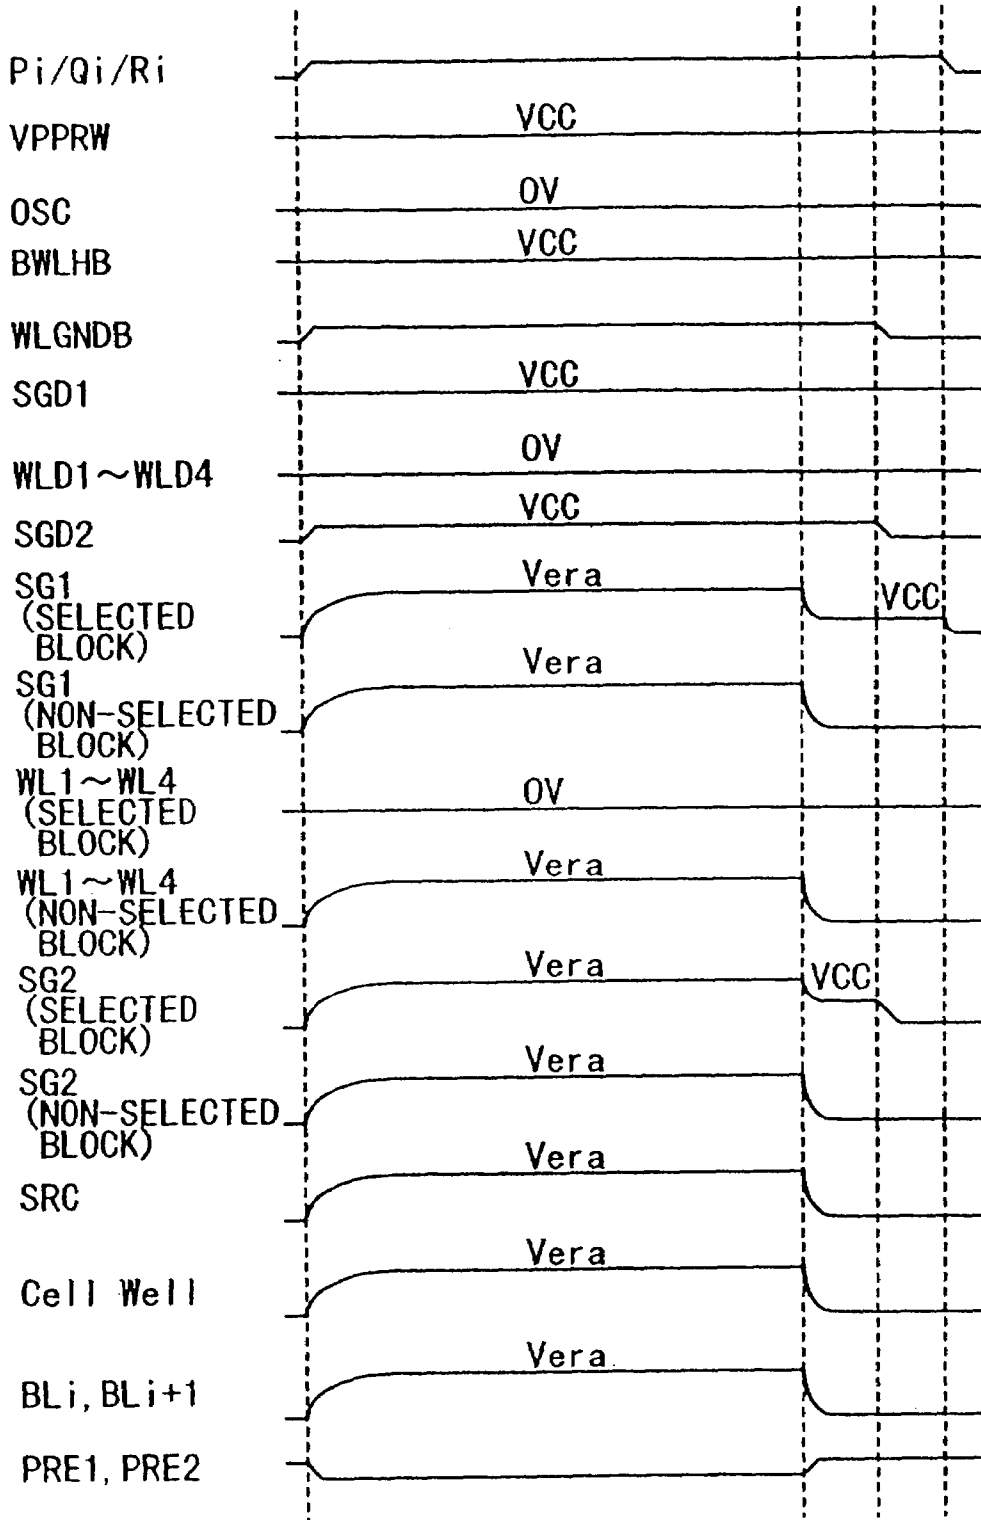 Pi/Qi/Ri
VCC
VPPRW
0V
OSC
VCC
BWLHB
WLGNDB
VCC
SGD1
0V
WLD1~WLD4
VCC
SGD2
Vera
SG1
(SELECTED
BLOCK)
VCC
Vera
SG1
(NON-SELECTED
BLOCK)
WL1~WL4
(SELECTED
BLOCK)
0V
Vera
WL1~WL4
(NON-SELECTED
BLOCK)
Vera
VCC
SG2
(SELECTED
BLOCK)
Vera
SG2
(NON-SELECTED
BLOCK)
Vera
SRC
Vera
Cell Well
Vera
BLi, BLi+1
PRE1, PRE2